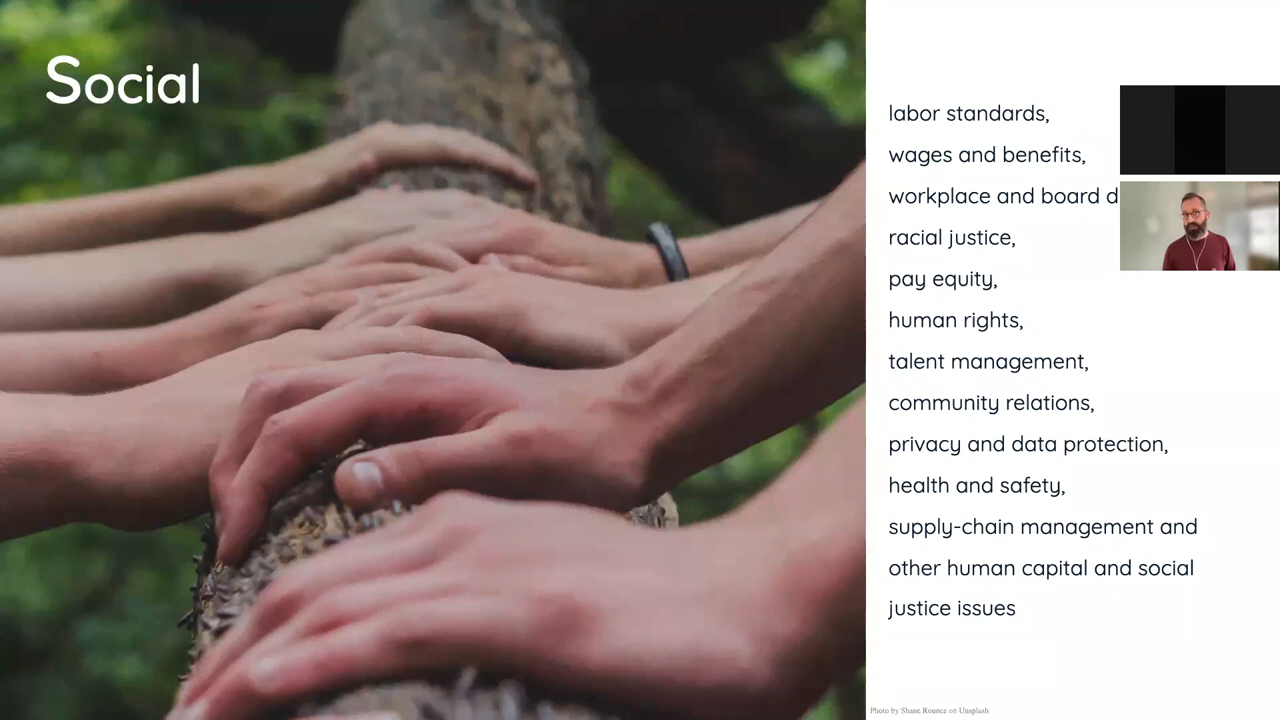 Social
labor standards,
wages and benefits,
workplace and board
racial justice,
pay equity,
human rights,
talent management,
community relations,
privacy and data protection,
health and safety,
supply-chain management and
other human capital and social
justice issues
Photo by Shane Rounce on Unsplash